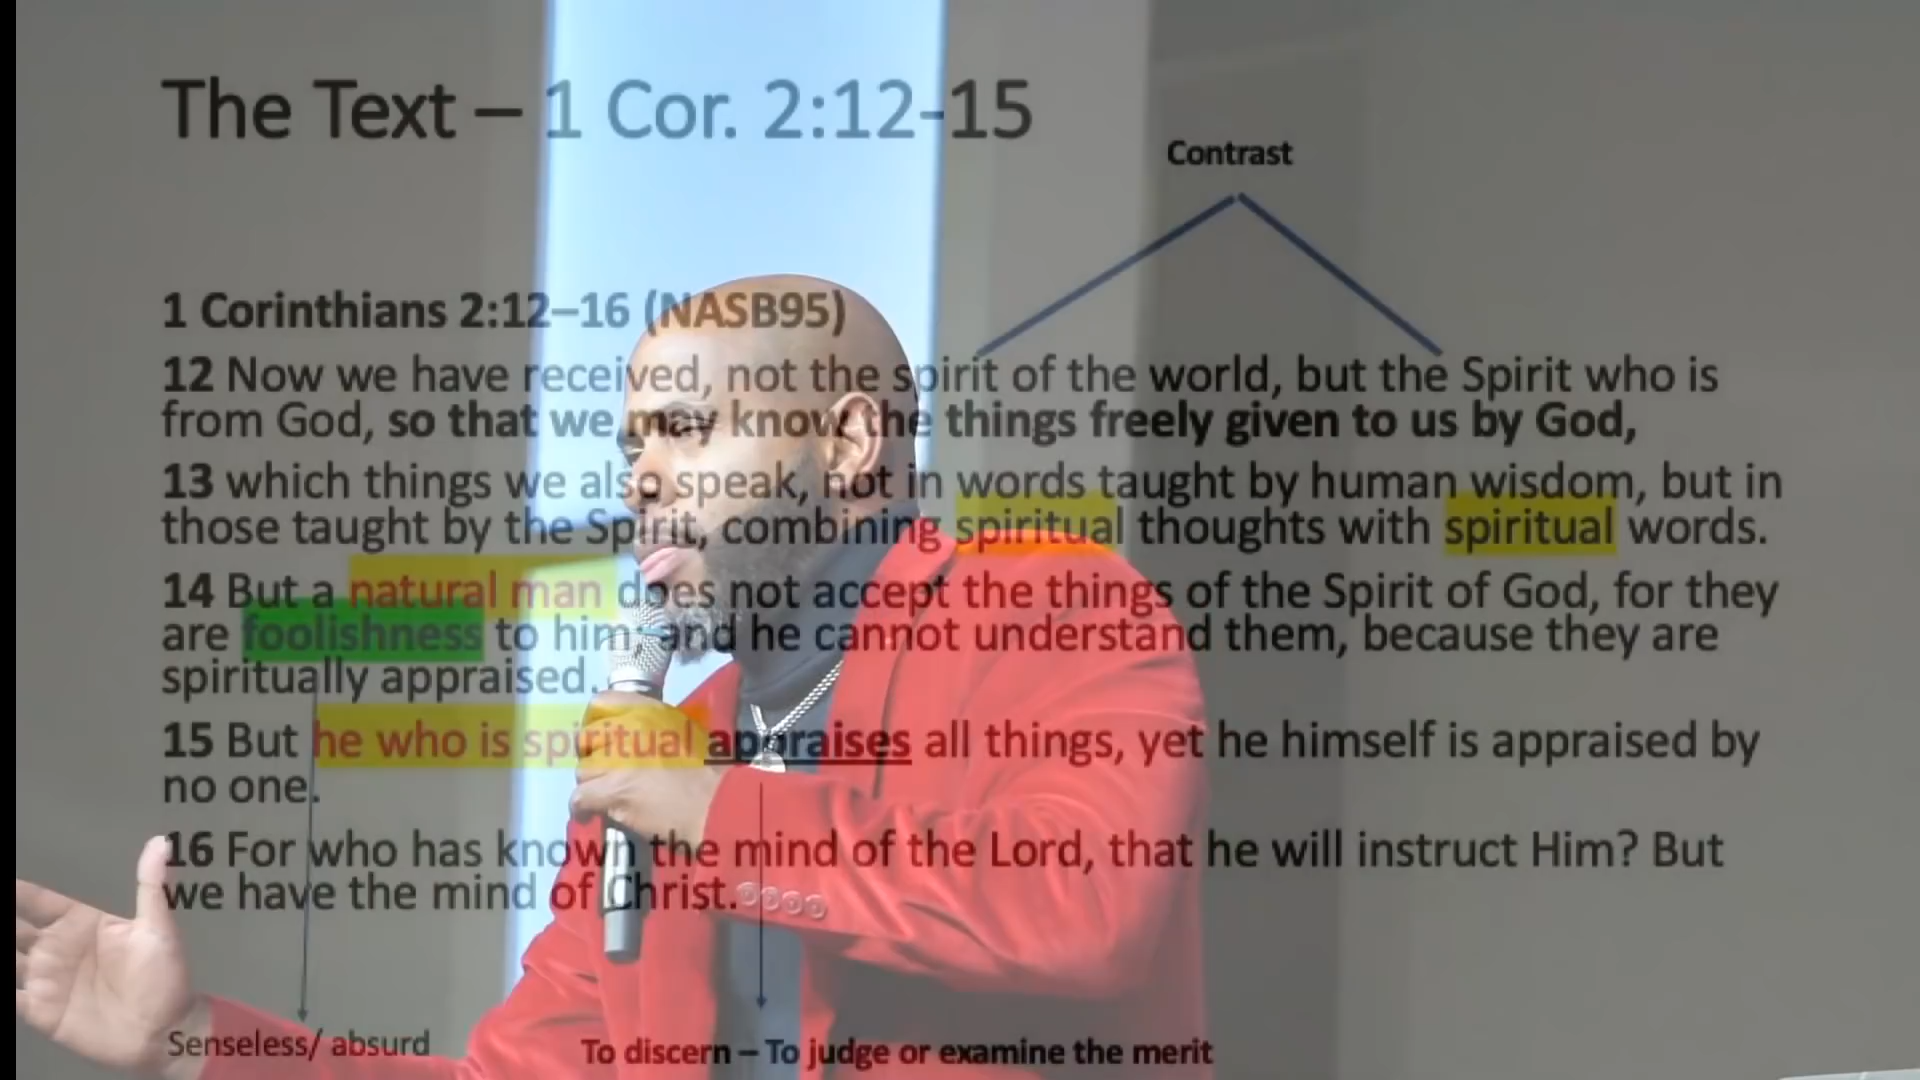 The Text – 1 Cor. 2:12-15
Contrast
1 Corinthians 2:12–16 (NASB95)
12 Now we have received, not the spirit of the world, but the Spirit who is
from God, so that we may know the things freely given to us by God,
13 which things we also speak, not in words taught by human wisdom, but in
those taught by the Spirit, combining spiritual thoughts with spiritual words.
14 But a natural man does not accept the things of the Spirit of God, for they
are foolishness to him, and he cannot understand them, because they are
spiritually appraised.
15 But he who is spiritual appraises all things, yet he himself is appraised by
no one.
16 For who has known the mind of the Lord, that he will instruct Him? But
we have the mind of Christ.
Senseless/ absurd
To discern – To judge or examine the merit